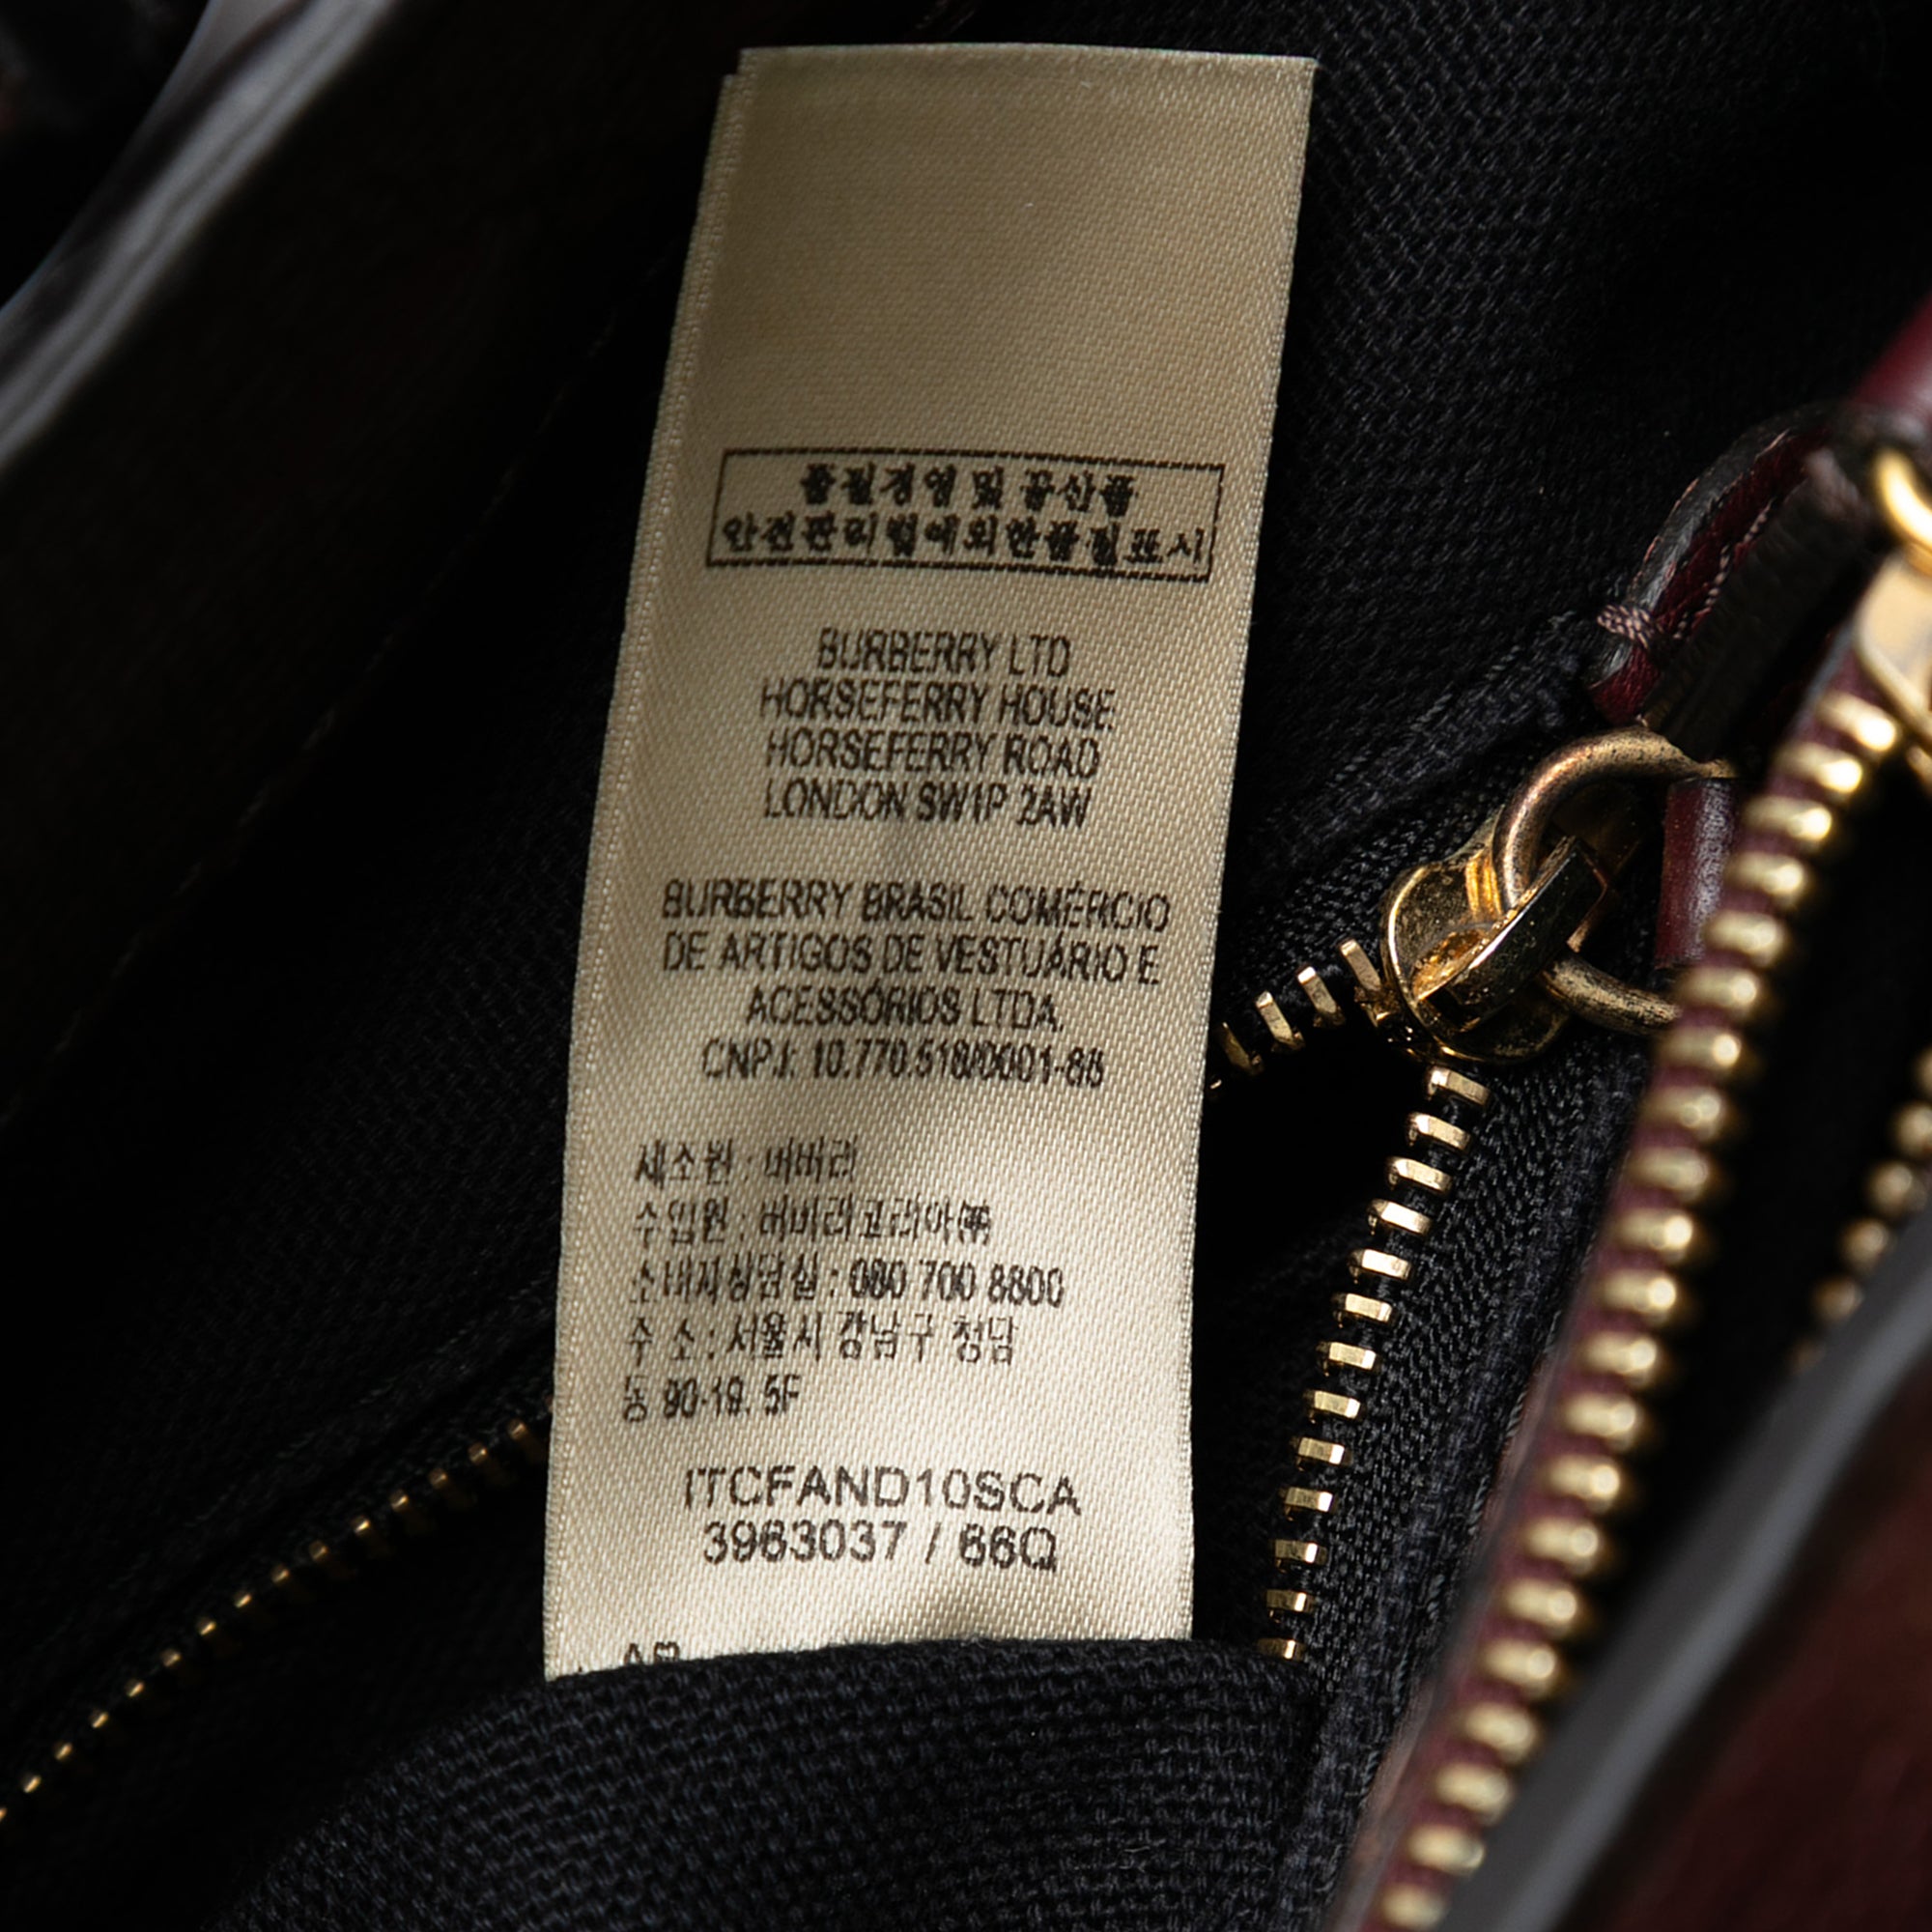 품질경영 및 공산품
안전관리법에의한품질표시
BURBERRY LTD
HORSEFERRY HOUSE
HORSEFERRY ROAD
LONDON SW1P 2AW
BURBERRY BRASIL COMÉRCIO
DE ARTIGOS DE VESTUÁRIO E
ACESSÓRIOS LTDA.
CNPJ: 10.770.518/0001-86
제조원 : 버버리
수입원 : 버버리코리아㈜
소비자상담실 : 080 700 8800
주 소 : 서울시 강남구 청담
동 90-19. 5F
ITCFAND10SCA
3963037 / 66Q